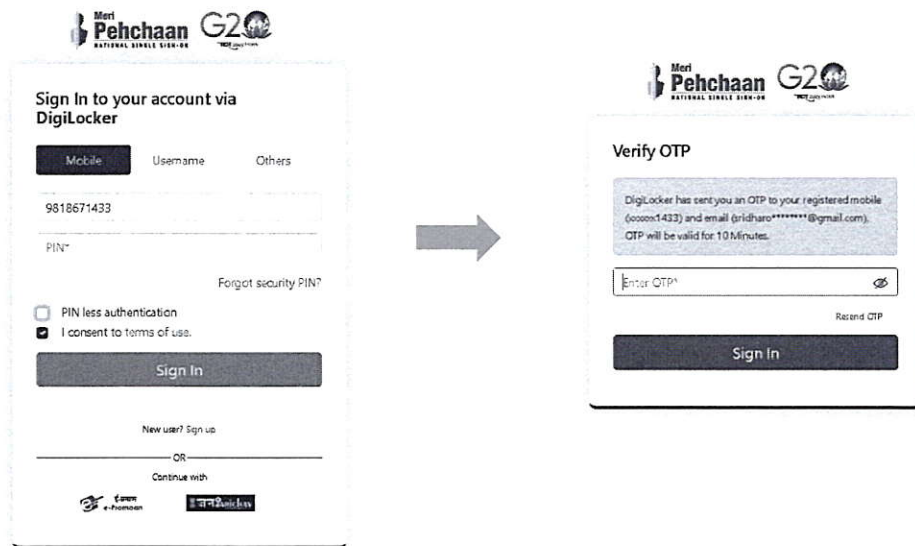 Meri
Pehchaan
NATIONAL SINGLE SIGN-ON
G20
Sign In to your account via
DigiLocker
Mobile Username Others
9818671433
PIN*
Forgot security PIN?
PIN less authentication
I consent to terms of use.
Sign In
New user? Sign up
OR
Continue with
e-Pramaan
Meri
Pehchaan
NATIONAL SINGLE SIGN-ON
G20
Verify OTP
DigiLocker has sent you an OTP to your registered mobile
(xxxxxx1433) and email (sridharo********@gmail.com).
OTP will be valid for 10 Minutes.
Enter OTP*
Resend OTP
Sign In